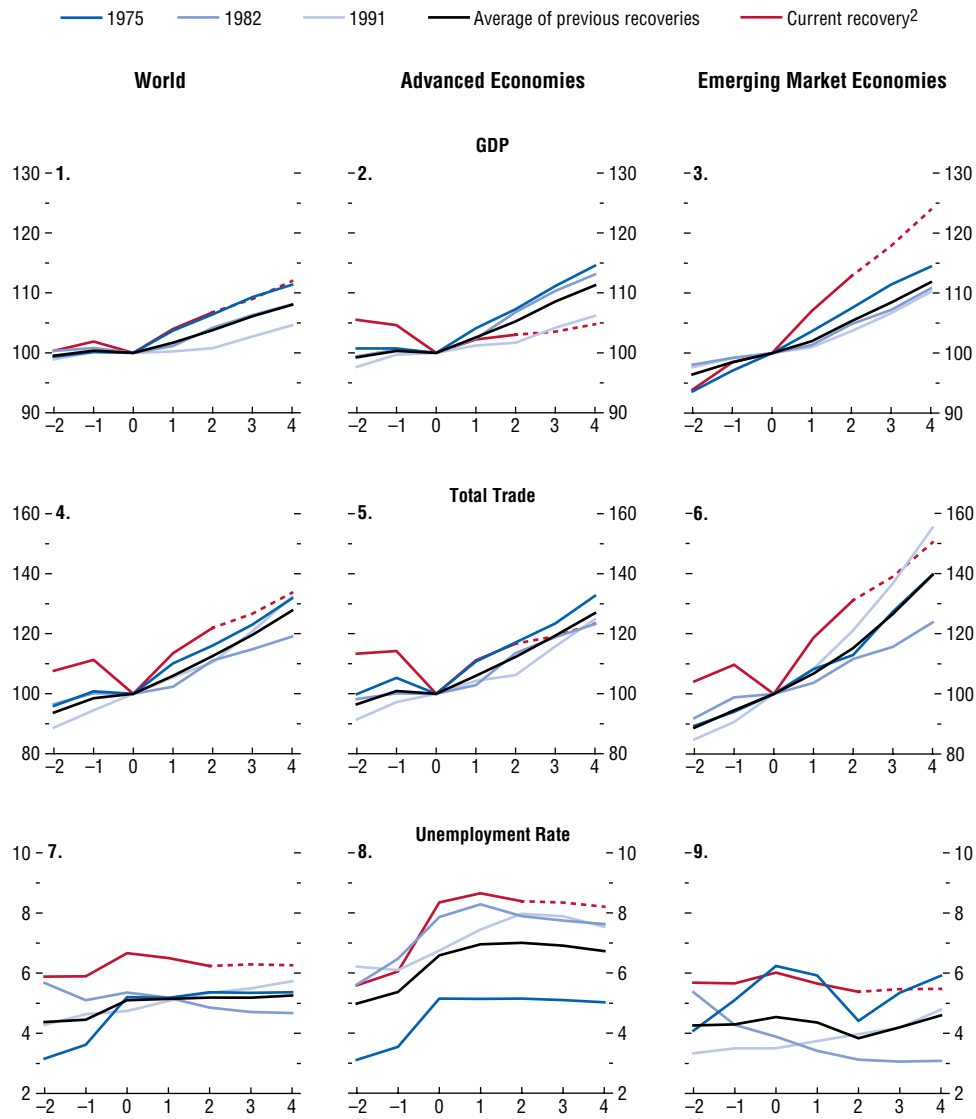 1975 1982 1991 Average of previous recoveries Current recovery2
World Advanced Economies Emerging Market Economies
GDP
130 1. 2. 3. 130
120 120
110 110
100 100
90 90
–2 –1 0 1 2 3 4 –2 –1 0 1 2 3 4 –2 –1 0 1 2 3 4
Total Trade
160 4. 5. 160 6. 160
140 140 140
120 120 120
100 100 100
80 80 80
–2 –1 0 1 2 3 4 –2 –1 0 1 2 3 4 –2 –1 0 1 2 3 4
Unemployment Rate
10 7. 8. 10 9. 10
8 8 8
6 6 6
4 4 4
2 2 2
–2 –1 0 1 2 3 4 –2 –1 0 1 2 3 4 –2 –1 0 1 2 3 4